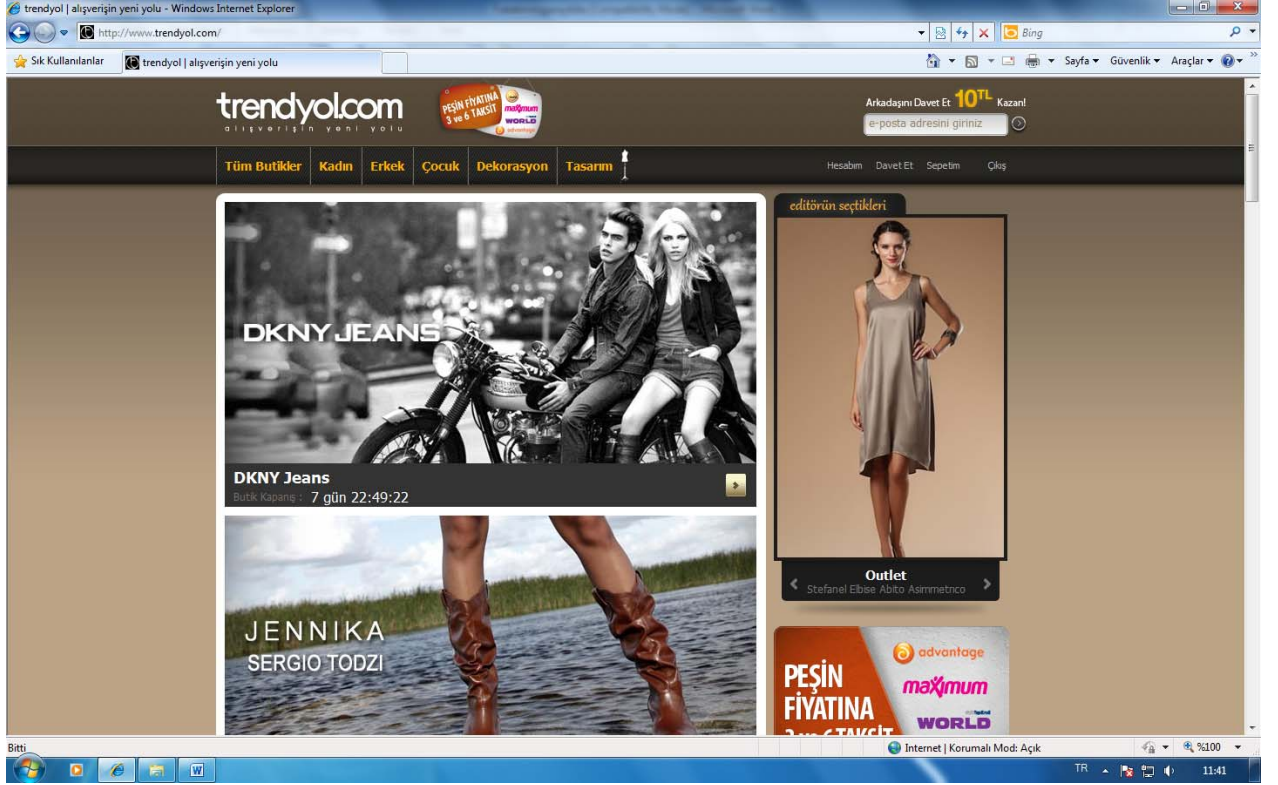 trendyol | alışverişin yeni yolu - Windows Internet Explorer
http://www.trendyol.com/
Bing
Sık Kullanılanlar
trendyol | alışverişin yeni yolu
Sayfa
Güvenlik
Araçlar
trendyol.com
alışverişin yeni yolu
PEŞİN FİYATINA
3 ve 6 TAKSİT
maximum
WORLD
advantage
Arkadaşını Davet Et 10TL Kazan!
e-posta adresini giriniz
Tüm Butikler
Kadın
Erkek
Çocuk
Dekorasyon
Tasarım
Hesabım
Davet Et
Sepetim
Çıkış
DKNY JEANS
DKNY Jeans
Butik Kapanış : 7 gün 22:49:22
JENNIKA
SERGIO TODZI
editörün seçtikleri
Outlet
Stefanel Elbise Abito Asimmetrico
PEŞİN
FİYATINA
3 ve 6 TAKSİT
advantage
maximum
WORLD
Bitti
Internet | Korumalı Mod: Açık
%100
TR
11:41